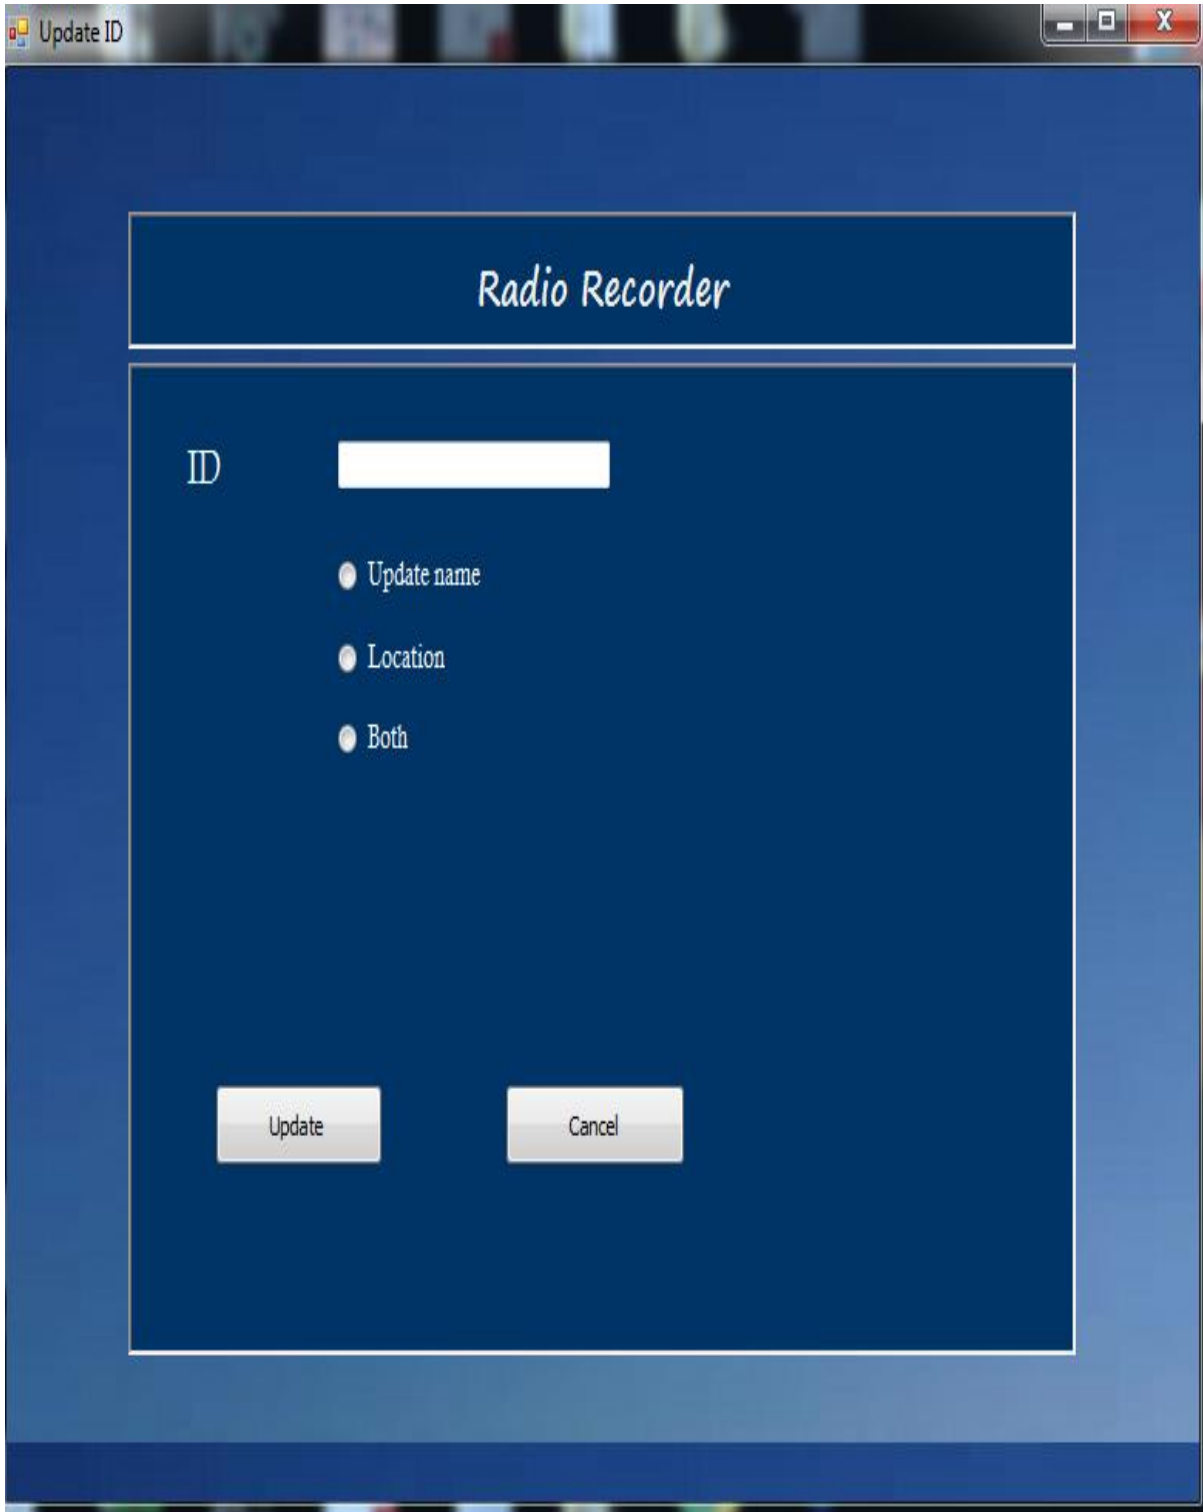 Update ID
Radio Recorder
ID
Update name
Location
Both
Update Cancel